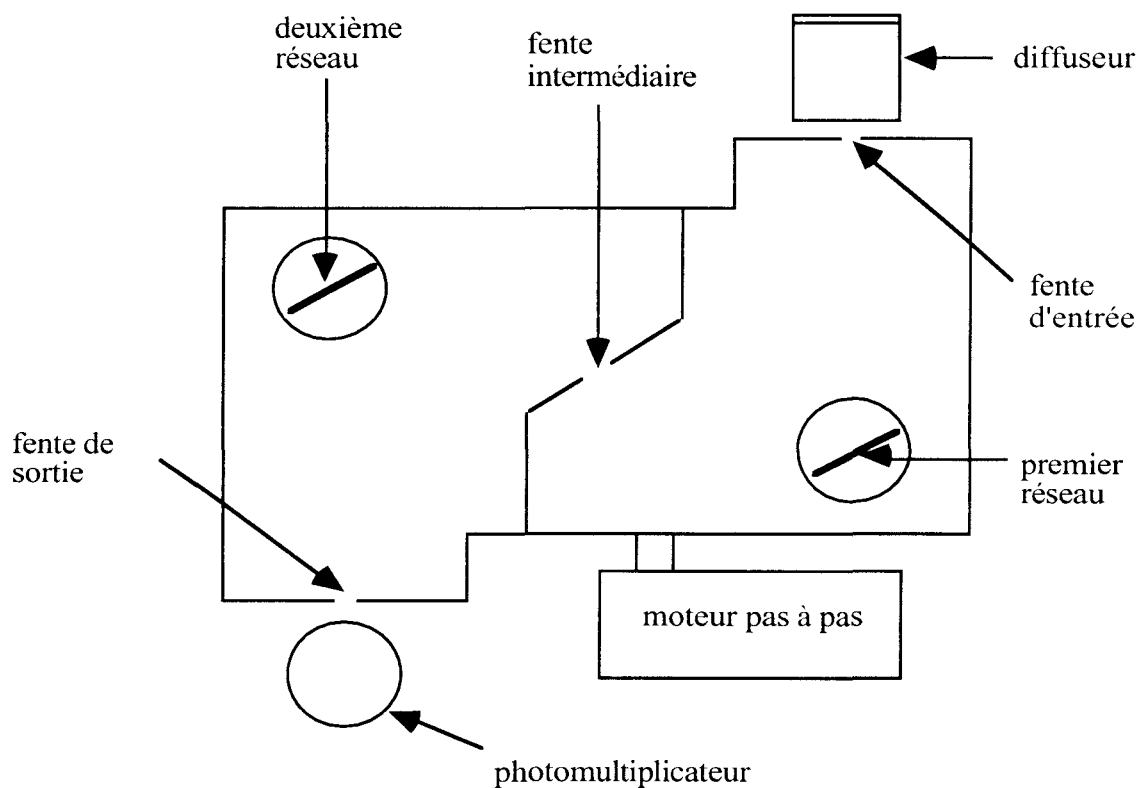 deuxième
réseau
fente
intermédiaire
diffuseur
fente
d'entrée
fente de
sortie
premier
réseau
moteur pas à pas
photomultiplicateur